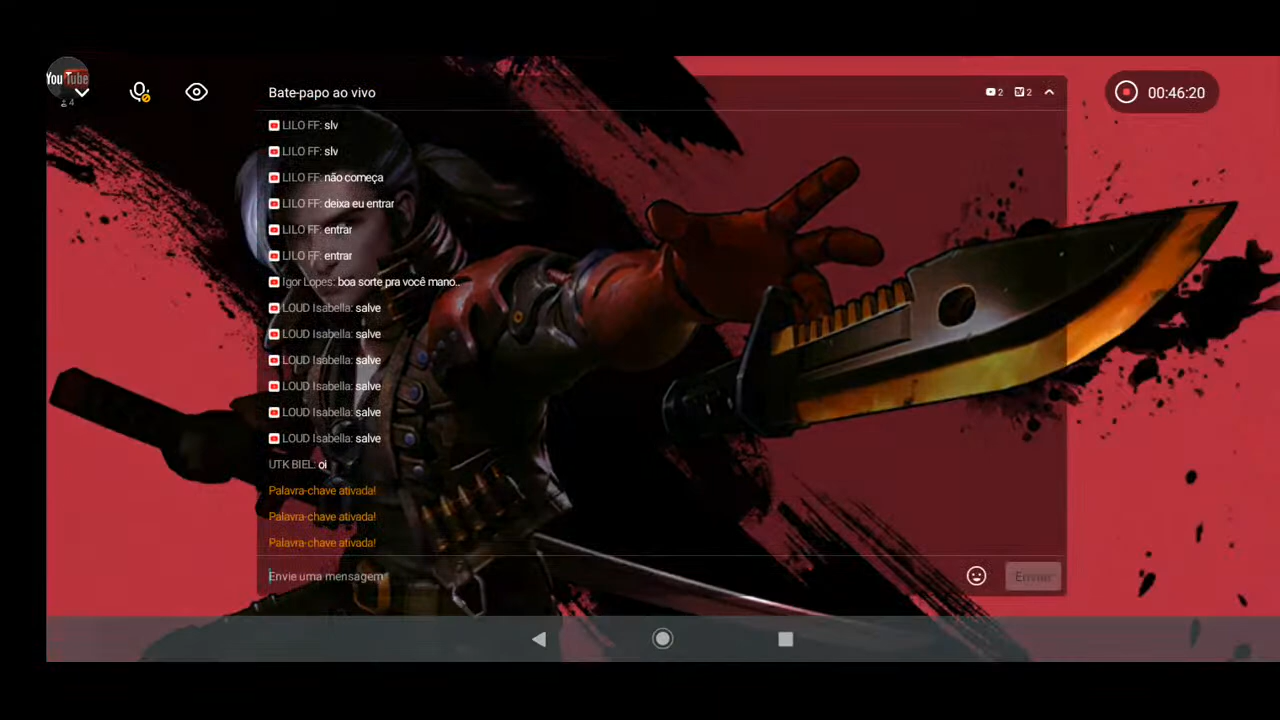 YouTube
4
Bate-papo ao vivo
2
2
00:46:20
LILO FF: slv
LILO FF: slv
LILO FF: não começa
LILO FF: deixa eu entrar
LILO FF: entrar
LILO FF: entrar
Igor Lopes: boa sorte pra você mano..
LOUD Isabella: salve
LOUD Isabella: salve
LOUD Isabella: salve
LOUD Isabella: salve
LOUD Isabella: salve
LOUD Isabella: salve
UTK BIEL: oi
Palavra-chave ativada!
Palavra-chave ativada!
Palavra-chave ativada!
Envie uma mensagem
Enviar